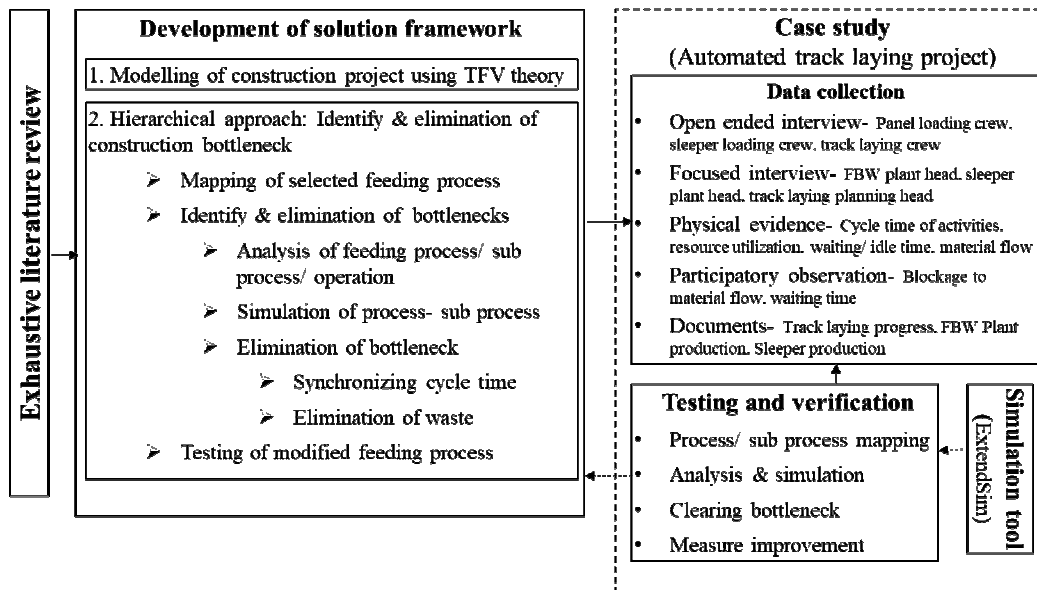 Exhaustive literature review
Development of solution framework
1. Modelling of construction project using TFV theory
2. Hierarchical approach: Identify & elimination of
construction bottleneck
Mapping of selected feeding process
Identify & elimination of bottlenecks
Analysis of feeding process/ sub
process/ operation
Simulation of process- sub process
Elimination of bottleneck
Synchronizing cycle time
Elimination of waste
Testing of modified feeding process
Case study
(Automated track laying project)
Data collection
• Open ended interview- Panel loading crew,
sleeper loading crew, track laying crew
• Focused interview- FBW plant head, sleeper
plant head, track laying planning head
• Physical evidence- Cycle time of activities,
resource utilization, waiting/ idle time, material flow
• Participatory observation- Blockage to
material flow, waiting time
• Documents- Track laying progress, FBW Plant
production, Sleeper production
Testing and verification
• Process/ sub process mapping
• Analysis & simulation
• Clearing bottleneck
• Measure improvement
Simulation tool
(ExtendSim)